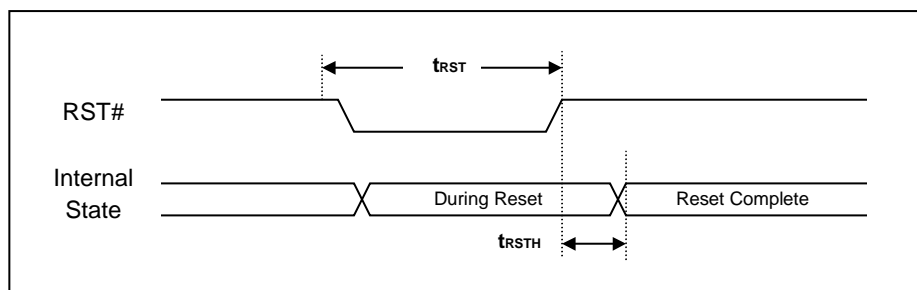 tRST
RST#
Internal
State
During Reset
Reset Complete
tRSTH